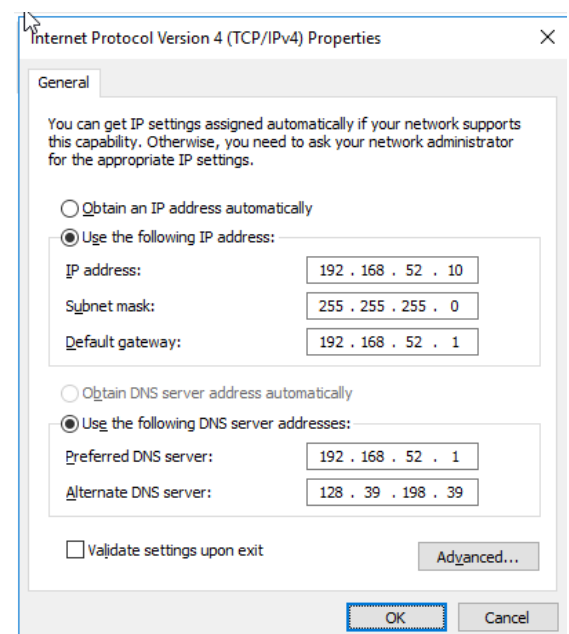 Internet Protocol Version 4 (TCP/IPv4) Properties
General
You can get IP settings assigned automatically if your network supports
this capability. Otherwise, you need to ask your network administrator
for the appropriate IP settings.
Obtain an IP address automatically
Use the following IP address:
IP address: 192 . 168 . 52 . 10
Subnet mask: 255 . 255 . 255 . 0
Default gateway: 192 . 168 . 52 . 1
Obtain DNS server address automatically
Use the following DNS server addresses:
Preferred DNS server: 192 . 168 . 52 . 1
Alternate DNS server: 128 . 39 . 198 . 39
Validate settings upon exit
Advanced...
OK Cancel